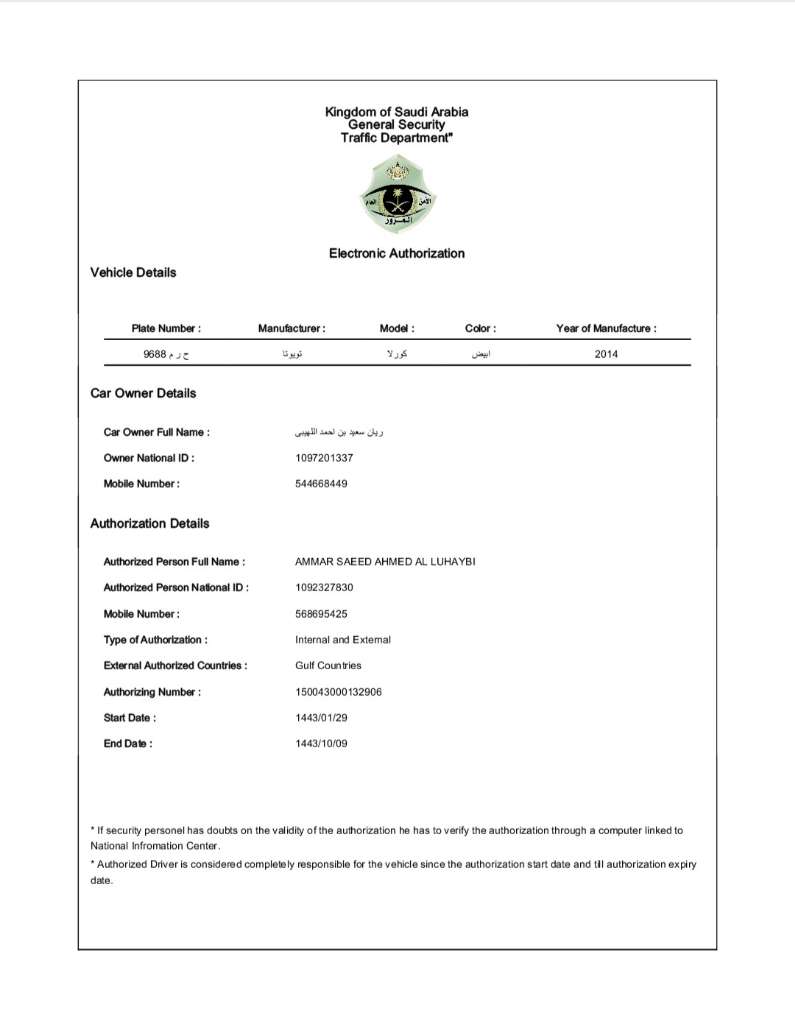 Kingdom of Saudi Arabia
General Security
Traffic Department"
الأمن العام
المرور
Electronic Authorization
Vehicle Details
Plate Number : Manufacturer : Model : Color : Year of Manufacture :
ح ر م 9688 تويوتا كورلا ابيض 2014
Car Owner Details
Car Owner Full Name : ريان سعيد بن احمد اللهيبي
Owner National ID : 1097201337
Mobile Number : 544668449
Authorization Details
Authorized Person Full Name : AMMAR SAEED AHMED AL LUHAYBI
Authorized Person National ID : 1092327830
Mobile Number : 568695425
Type of Authorization : Internal and External
External Authorized Countries : Gulf Countries
Authorizing Number : 150043000132906
Start Date : 1443/01/29
End Date : 1443/10/09
* If security personel has doubts on the validity of the authorization he has to verify the authorization through a computer linked to
National Infromation Center.
* Authorized Driver is considered completely responsible for the vehicle since the authorization start date and till authorization expiry
date.